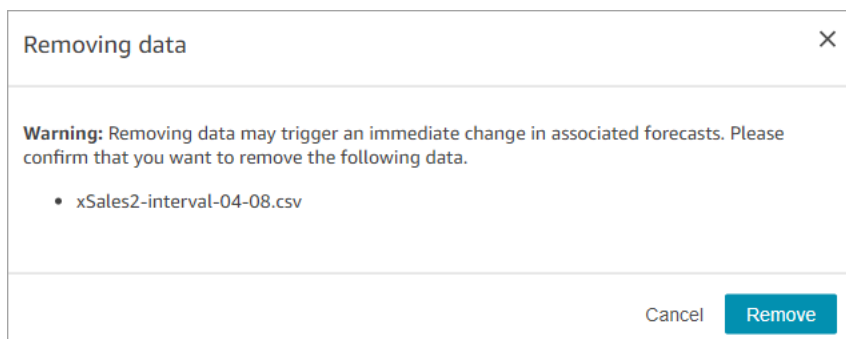 Removing data
Warning: Removing data may trigger an immediate change in associated forecasts. Please
confirm that you want to remove the following data.
• xSales2-interval-04-08.csv
Cancel Remove